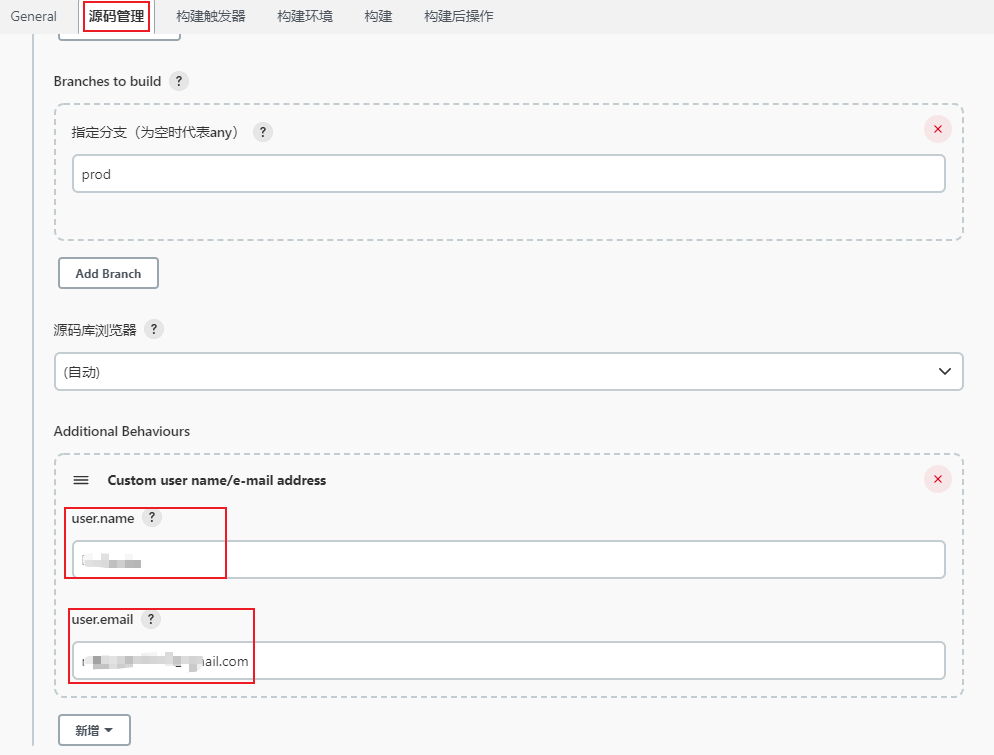 General 源码管理 构建触发器 构建环境 构建 构建后操作
Branches to build ?
指定分支（为空时代表any） ?
prod
Add Branch
源码库浏览器 ?
(自动)
Additional Behaviours
Custom user name/e-mail address
user.name ?
user.email ?
ail.com
新增